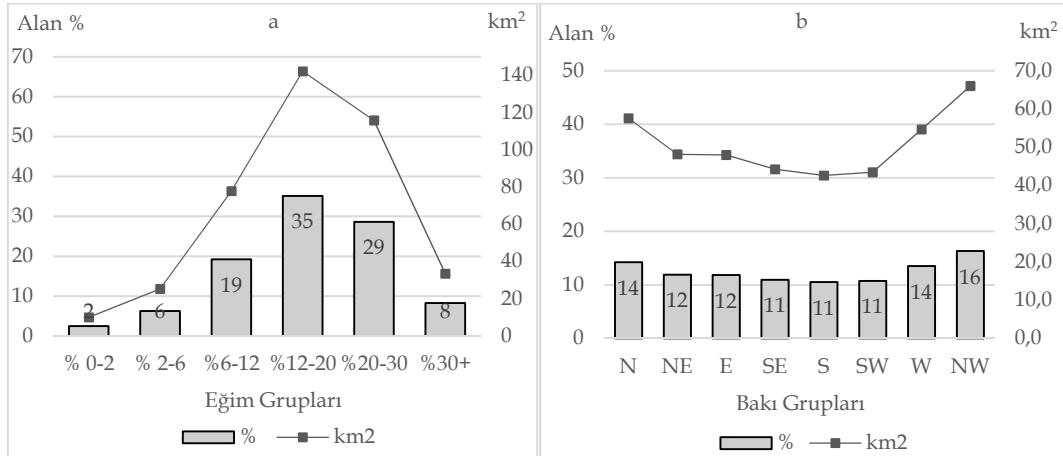 Alan %
a
km²
70
60
50
40
30
20
10
0
140
120
100
80
60
40
20
0
2
6
19
35
29
8
% 0-2 % 2-6 %6-12 %12-20 %20-30 %30+
Eğim Grupları
% km2
Alan %
b
km²
50
40
30
20
10
0
70,0
60,0
50,0
40,0
30,0
20,0
10,0
0,0
14 12 12 11 11 11 14 16
N NE E SE S SW W NW
Bakı Grupları
% km2